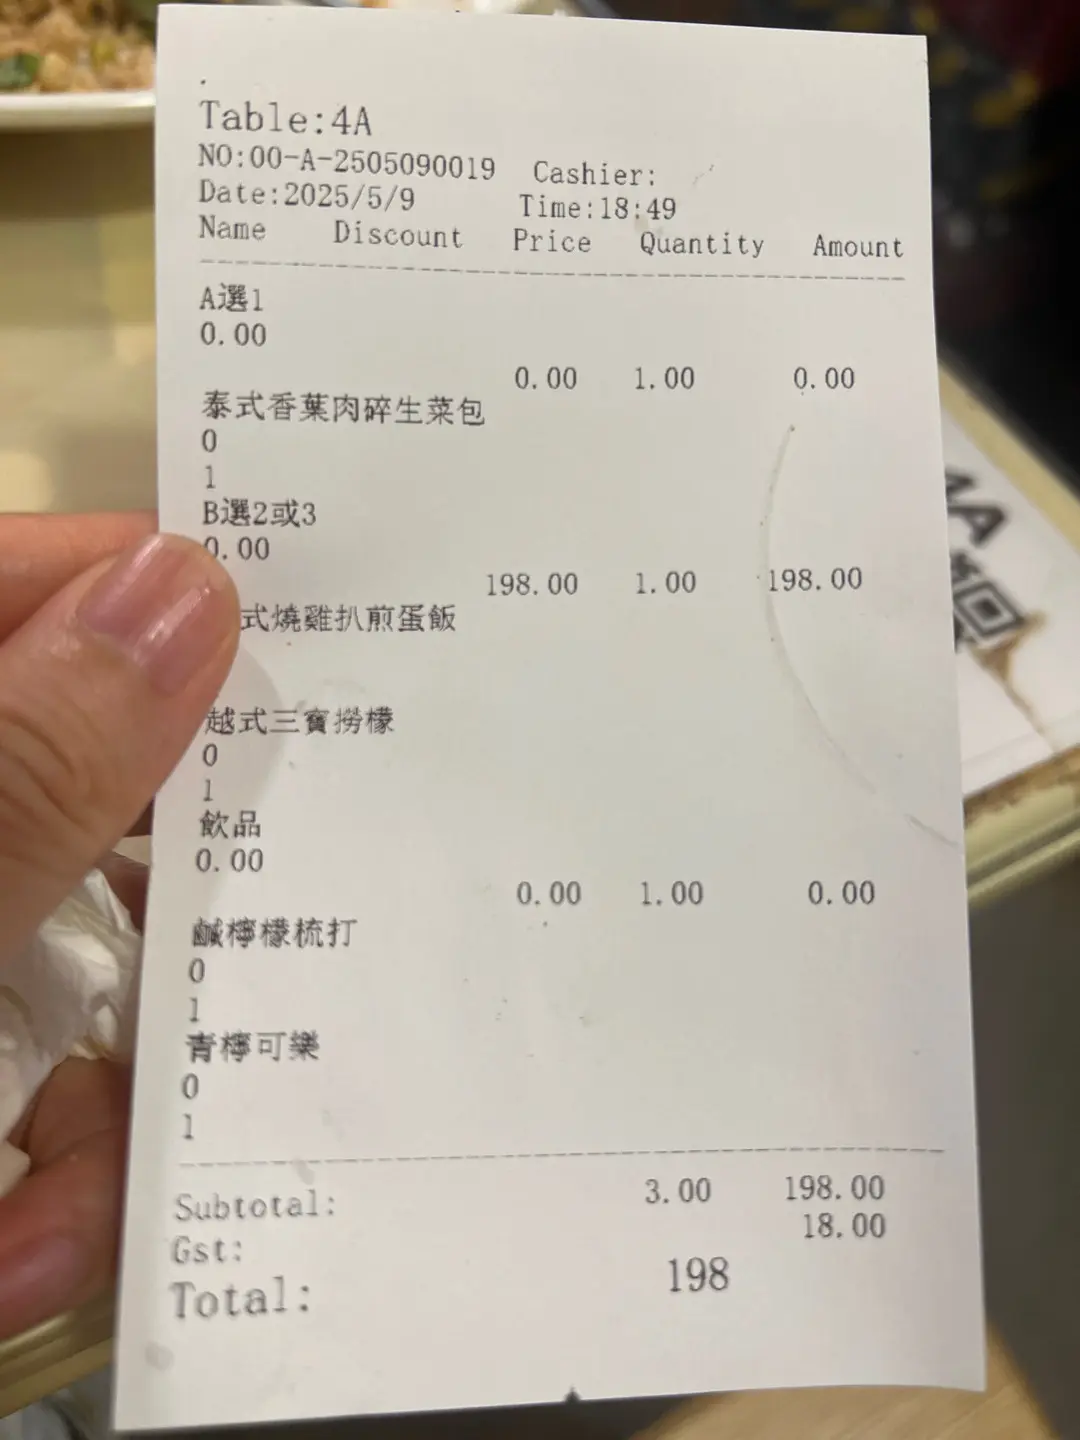 Table:4A
NO:00-A-2505090019 Cashier:
Date:2025/5/9 Time:18:49
Name Discount Price Quantity Amount
A選1
0.00
0.00 1.00 0.00
泰式香葉肉碎生菜包
0
1
B選2或3
0.00
198.00 1.00 198.00
式燒雞扒煎蛋飯
越式三寶撈檬
0
1
飲品
0.00
0.00 1.00 0.00
鹹檸檬梳打
0
1
青檸可樂
0
1
Subtotal: 3.00 198.00
Gst: 18.00
Total: 198
4A